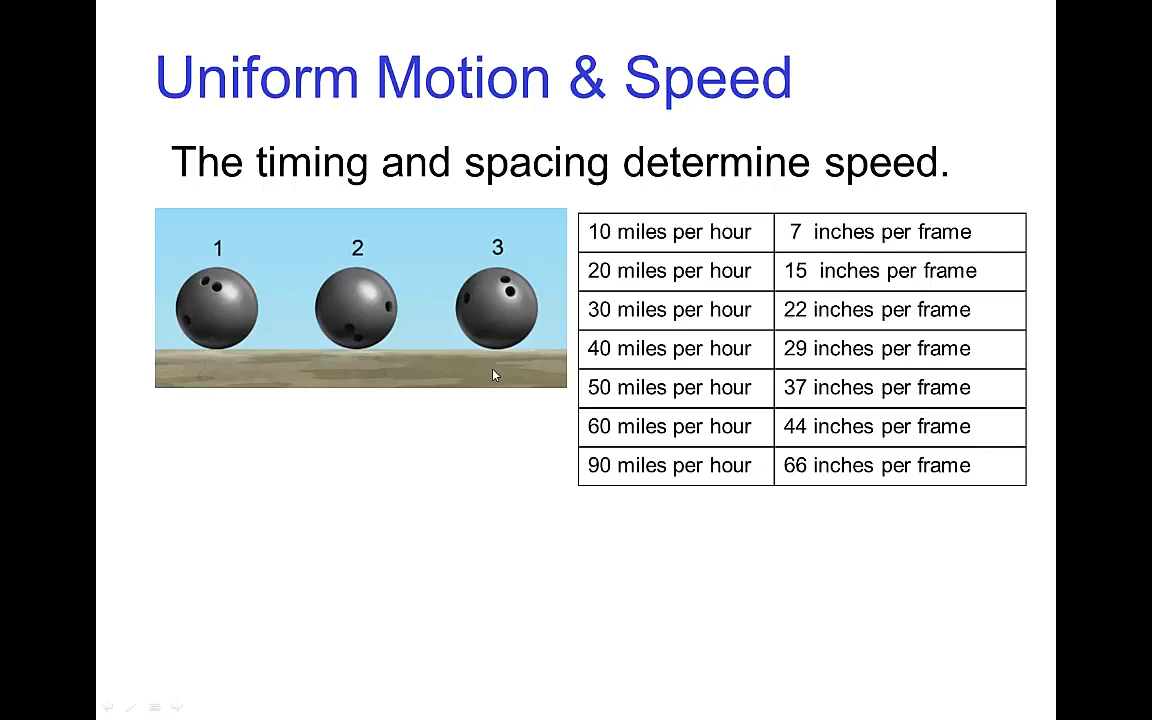 Uniform Motion & Speed
The timing and spacing determine speed.
1 2 3
10 miles per hour 7 inches per frame
20 miles per hour 15 inches per frame
30 miles per hour 22 inches per frame
40 miles per hour 29 inches per frame
50 miles per hour 37 inches per frame
60 miles per hour 44 inches per frame
90 miles per hour 66 inches per frame